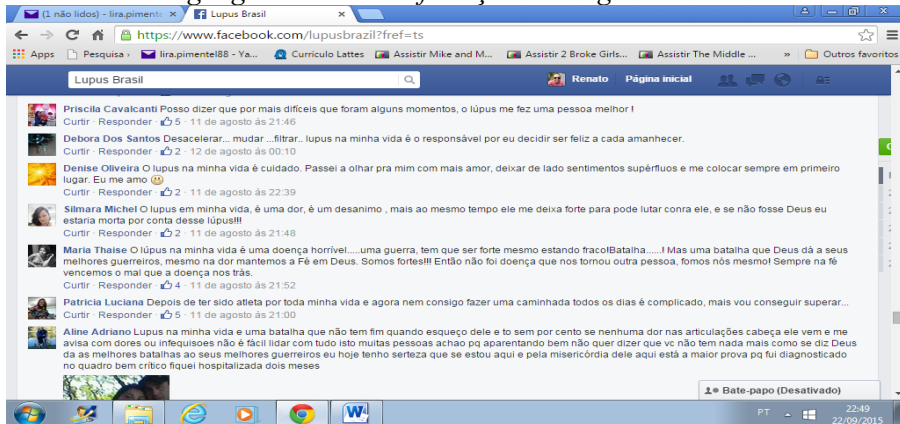 (1 não lidos) - lira.pimente × Lupus Brasil ×
https://www.facebook.com/lupusbrazil?fref=ts
Apps Pesquisa › lira.pimentel88 - Ya... Currículo Lattes Assistir Mike and M... Assistir 2 Broke Girls... Assistir The Middle ... » Outros favoritos
Lupus Brasil Renato Página inicial
Priscila Cavalcanti Posso dizer que por mais difíceis que foram alguns momentos, o lúpus me fez uma pessoa melhor !
Curtir · Responder · 5 · 11 de agosto às 21:46
Debora Dos Santos Desacelerar... mudar ...filtrar.. lupus na minha vida é o responsável por eu decidir ser feliz a cada amanhecer.
Curtir · Responder · 2 · 12 de agosto às 00:10
Denise Oliveira O lupus na minha vida é cuidado. Passei a olhar pra mim com mais amor, deixar de lado sentimentos supérfluos e me colocar sempre em primeiro
lugar. Eu me amo
Curtir · Responder · 2 · 11 de agosto às 22:39
Silmara Michel O lupus em minha vida, é uma dor, é um desanimo , mais ao mesmo tempo ele me deixa forte para pode lutar conra ele, e se não fosse Deus eu
estaria morta por conta desse lúpus!!!
Curtir · Responder · 2 · 11 de agosto às 21:48
Maria Thaise O lúpus na minha vida é uma doença horrível.....uma guerra, tem que ser forte mesmo estando fraco!Batalha......! Mas uma batalha que Deus dá a seus
melhores guerreiros, mesmo na dor mantemos a Fé em Deus. Somos fortes!!! Então não foi doença que nos tornou outra pessoa, fomos nós mesmo! Sempre na fé
vencemos o mal que a doença nos trás.
Curtir · Responder · 4 · 11 de agosto às 21:52
Patricia Luciana Depois de ter sido atleta por toda minha vida e agora nem consigo fazer uma caminhada todos os dias é complicado, mais vou conseguir superar...
Curtir · Responder · 5 · 11 de agosto às 21:00
Aline Adriano Lupus na minha vida e uma batalha que não tem fim quando esqueço dele e to sem por cento se nenhuma dor nas articulações cabeça ele vem e me
avisa com dores ou infequisoes não é fácil lidar com tudo isto muitas pessoas achao pq aparentando bem não quer dizer que vc não tem nada mais como se diz Deus
da as melhores batalhas ao seus melhores guerreiros eu hoje tenho serteza que se estou aqui e pela misericórdia dele aqui está a maior prova pq fui diagnosticado
no quadro bem crítico fiquei hospitalizada dois meses
Bate-papo (Desativado)
PT 22:49
22/09/2015